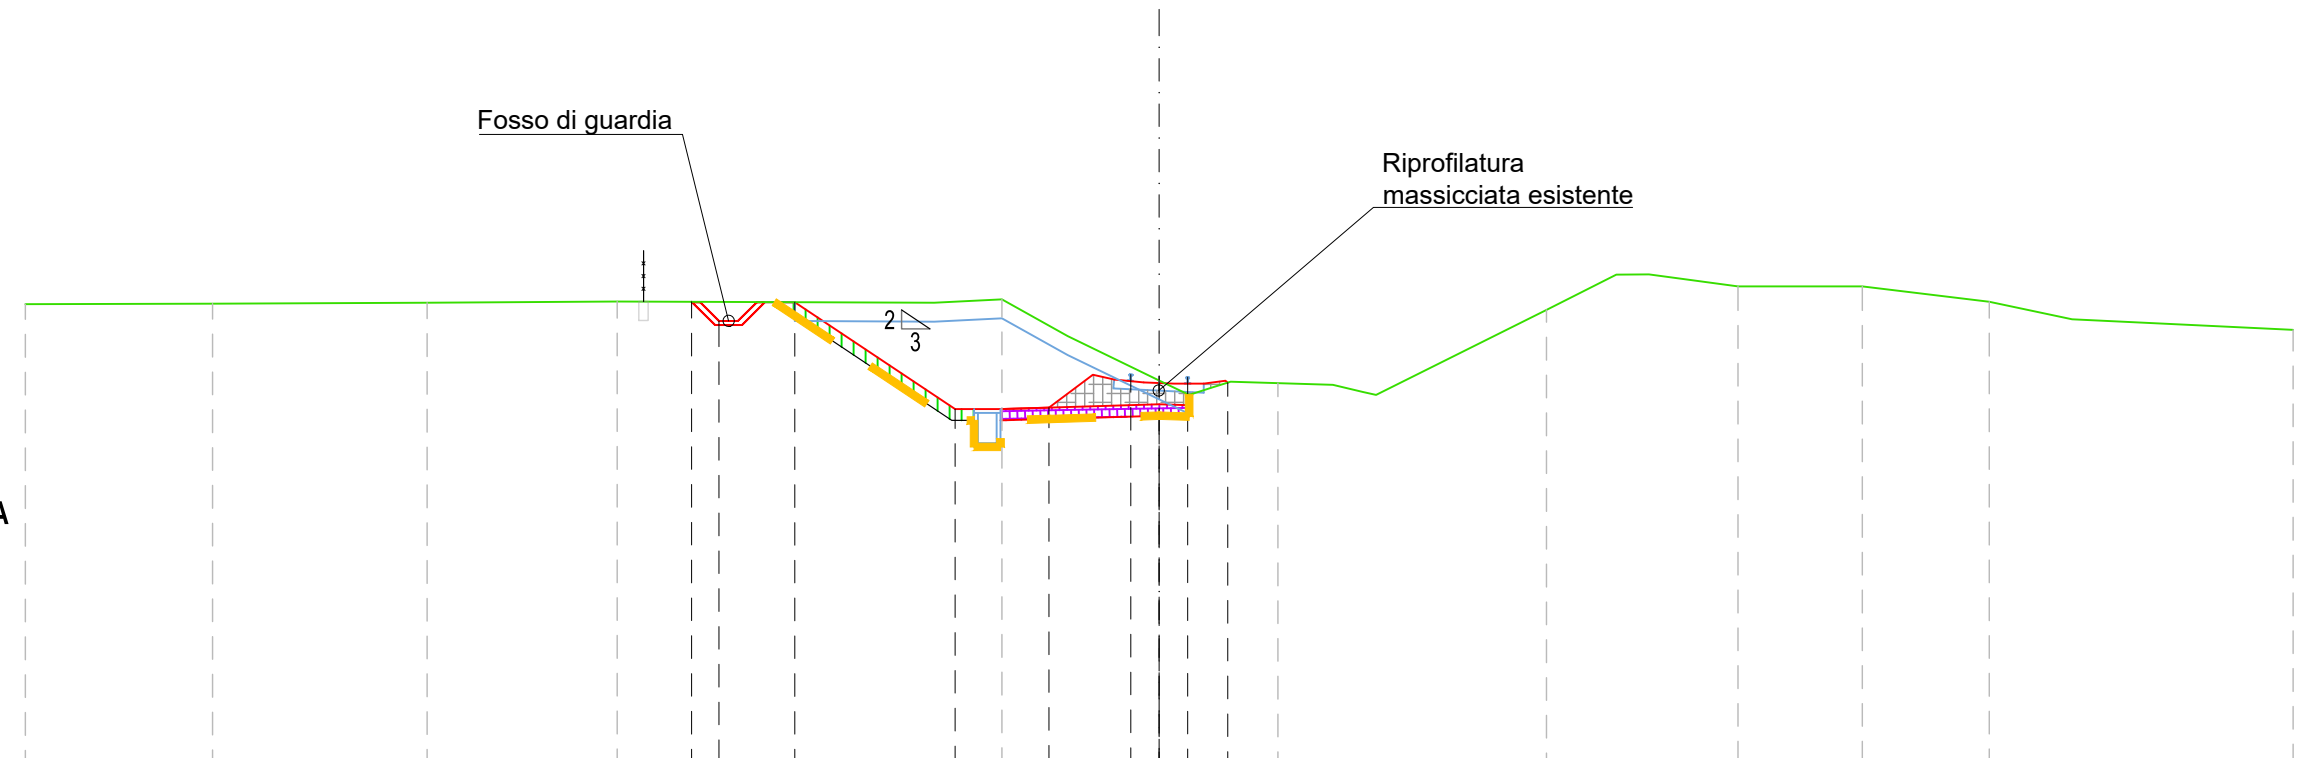 Fosso di guardia
Riprofilatura
massicciata esistente
2
3
A